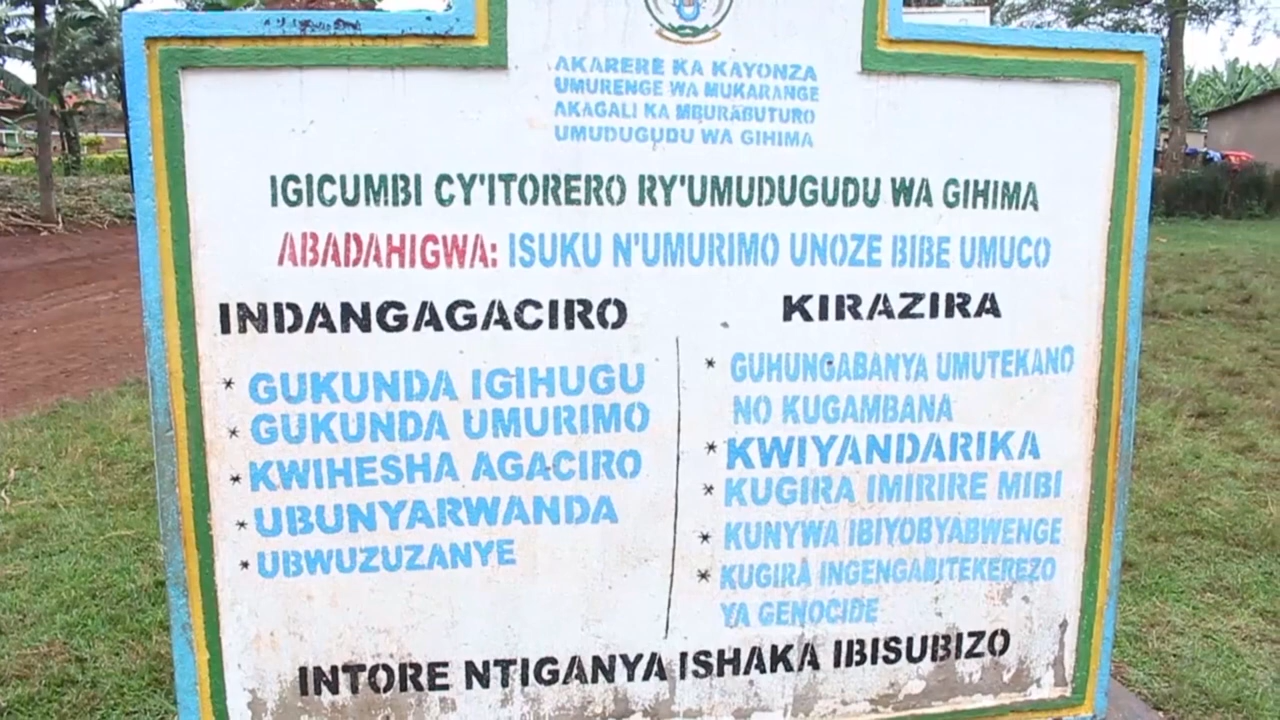 AKARERE KA KAYONZA
UMURENGE WA MUKARANGE
AKAGALI KA MBURABUTURO
UMUDUGUDU WA GIHIMA
IGICUMBI CY'ITORERO RY'UMUDUGUDU WA GIHIMA
ABADAHIGWA: ISUKU N'UMURIMO UNOZE BIBE UMUCO
INDANGAGACIRO
* GUKUNDA IGIHUGU
* GUKUNDA UMURIMO
* KWIHESHA AGACIRO
* UBUNYARWANDA
* UBWUZUZANYE
KIRAZIRA
* GUHUNGABANYA UMUTEKANO
NO KUGAMBANA
* KWIYANDARIKA
* KUGIRA IMIRIRE MIBI
* KUNYWA IBIYOBYABWENGE
* KUGIRA INGENGABITEKEREZO
YA GENOCIDE
INTORE NTIGANYA ISHAKA IBISUBIZO